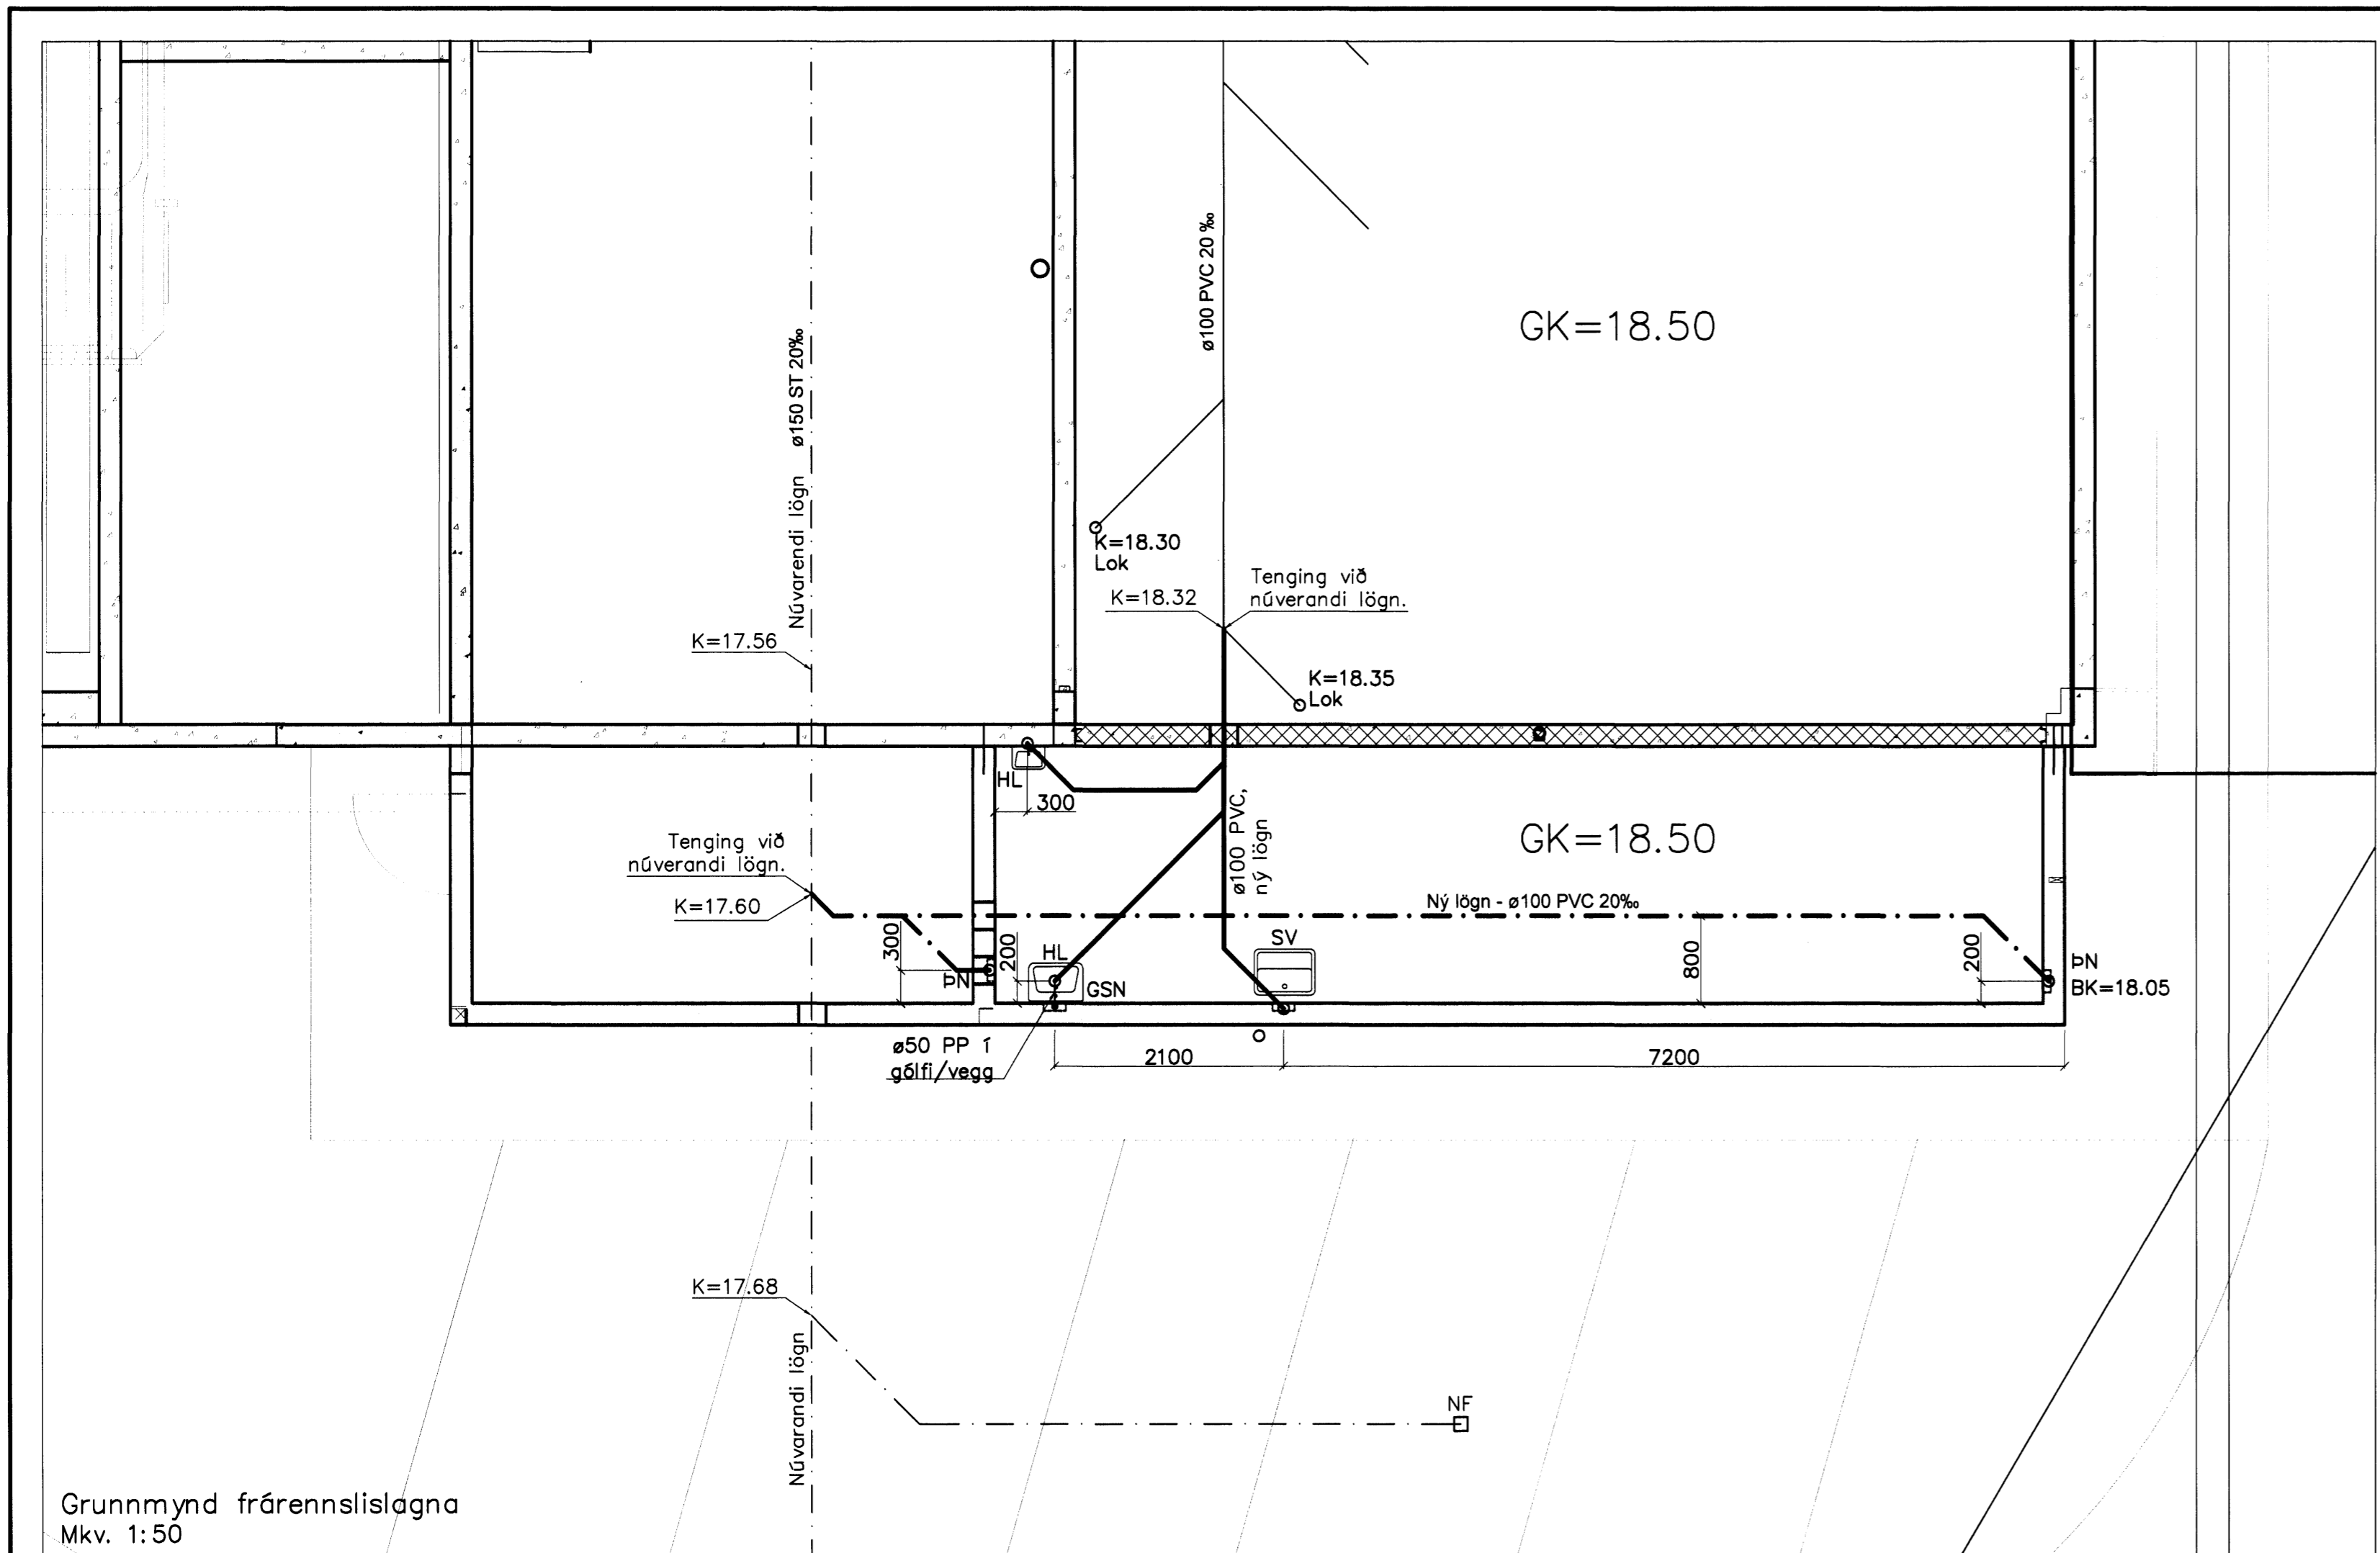 ø100 PVC 20 ‰
GK=18.50
Núvarendi lögn ø150 ST 20‰
K=18.30
Lok
Tenging við
núverandi lögn.
K=18.32
K=17.56
K=18.35
Lok
HL
300
ø100 PVC,
ný lögn
GK=18.50
Tenging við
núverandi lögn.
K=17.60
Ný lögn - ø100 PVC 20‰
300
ÞN
200
HL
GSN
SV
800
200
ÞN
BK=18.05
ø50 PP í
gólfi/vegg
2100
7200
K=17.68
Núvarandi lögn
NF
Grunnmynd frárennslislagna
Mkv. 1:50